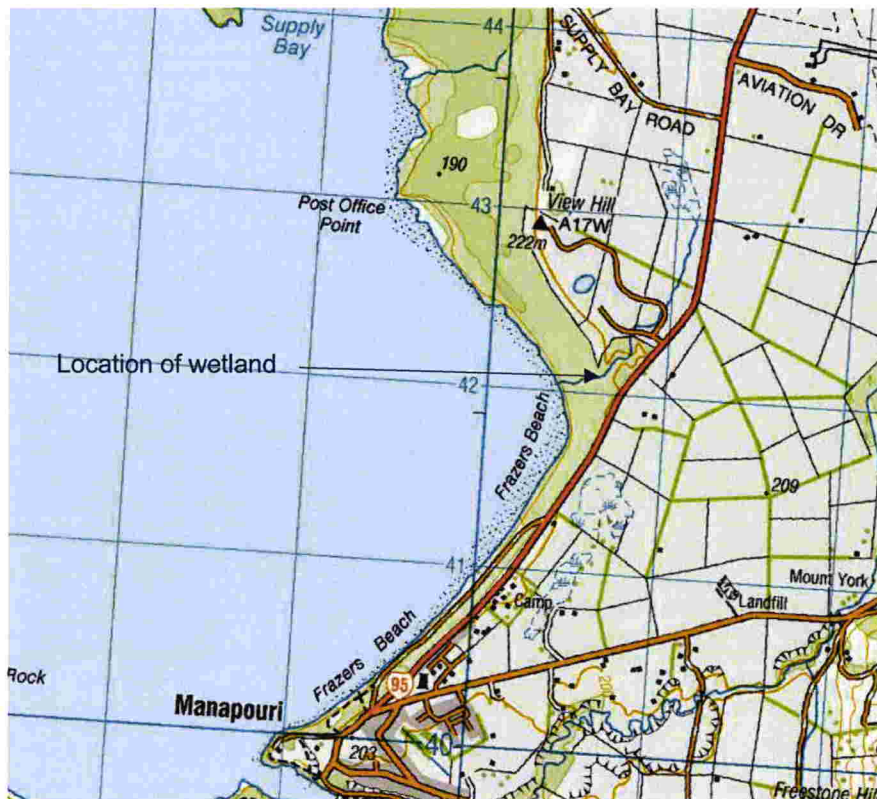 Supply
Bay
44
SUPPLY BAY ROAD
AVIATION DR
190
Post Office
Point
43
View Hill
A17W
222m
Location of wetland
42
Frazers Beach
209
41
Camp
Mount York
Landfill
Frazers Beach
Rock
95
Manapouri
40
203
Freestone Hil